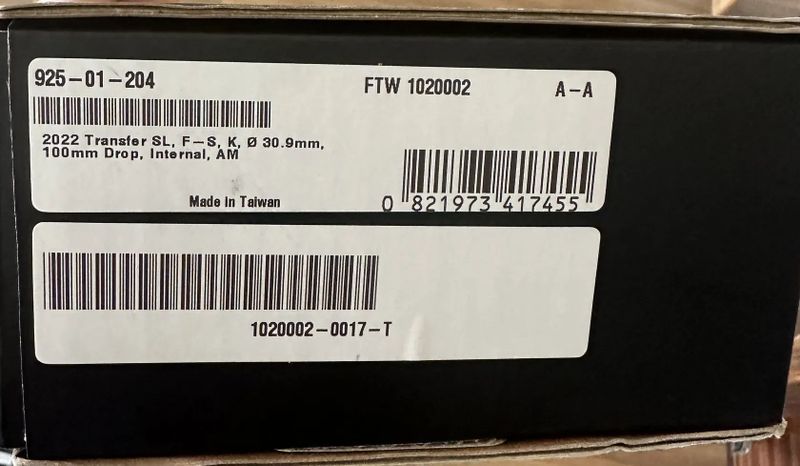 925-01-204 FTW 1020002 A-A
2022 Transfer SL, F-S, K, Ø 30.9mm,
100mm Drop, Internal, AM
Made in Taiwan
0 821973 417455
1020002-0017-T